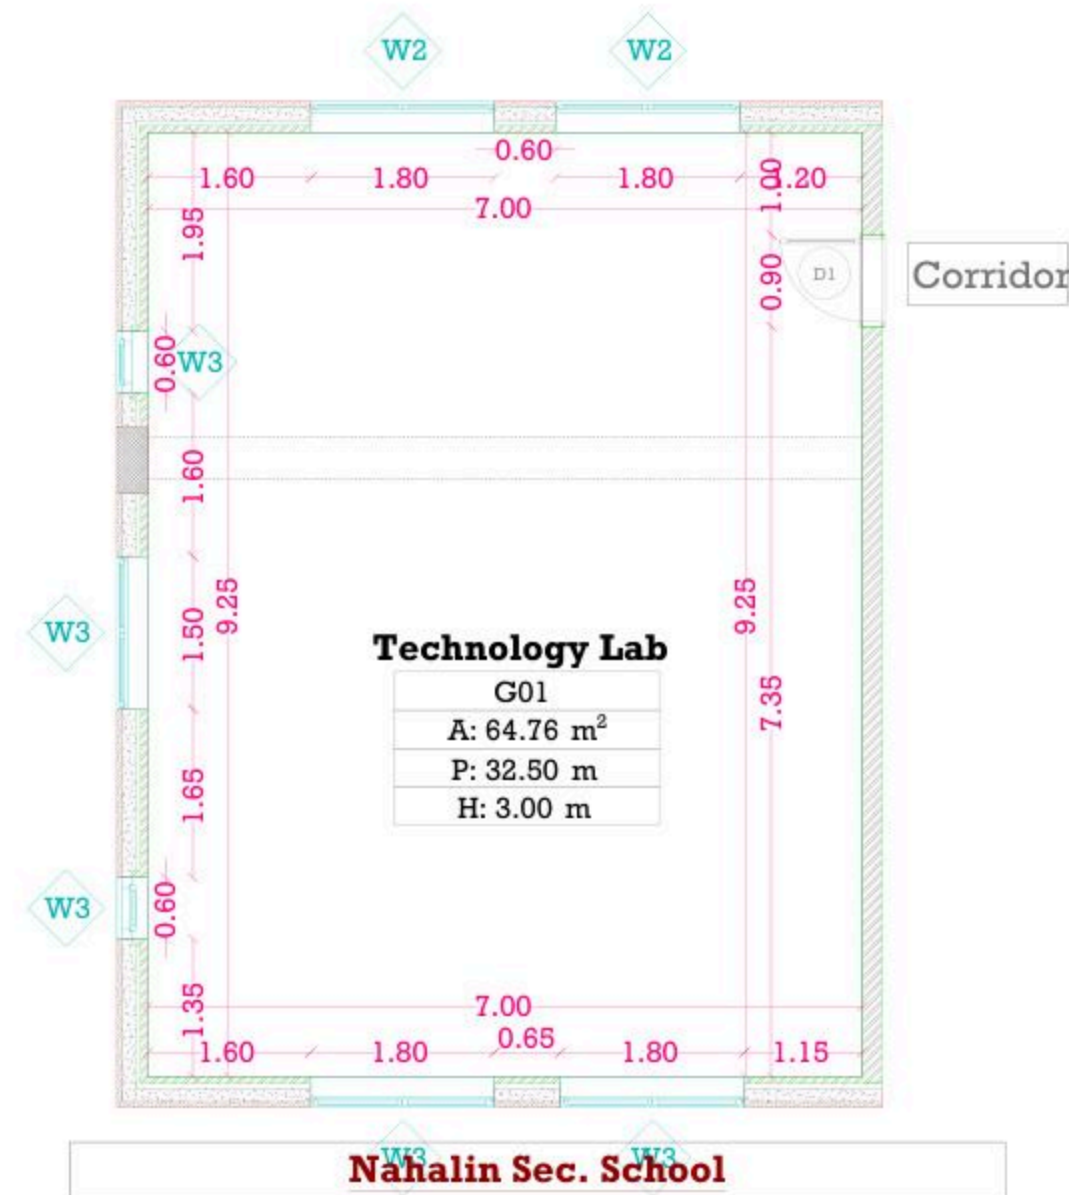 W2 W2
0.60
1.60 1.80 1.80 1.20
1.00
7.00
1.95
0.90
D1
Corridor
0.60
W3
1.60
9.25
9.25
1.50
W3
Technology Lab
G01
A: 64.76 m²
P: 32.50 m
H: 3.00 m
7.35
1.65
W3
0.60
7.00
1.35
0.65
1.60 1.80 1.80 1.15
W3 W3
Nahalin Sec. School